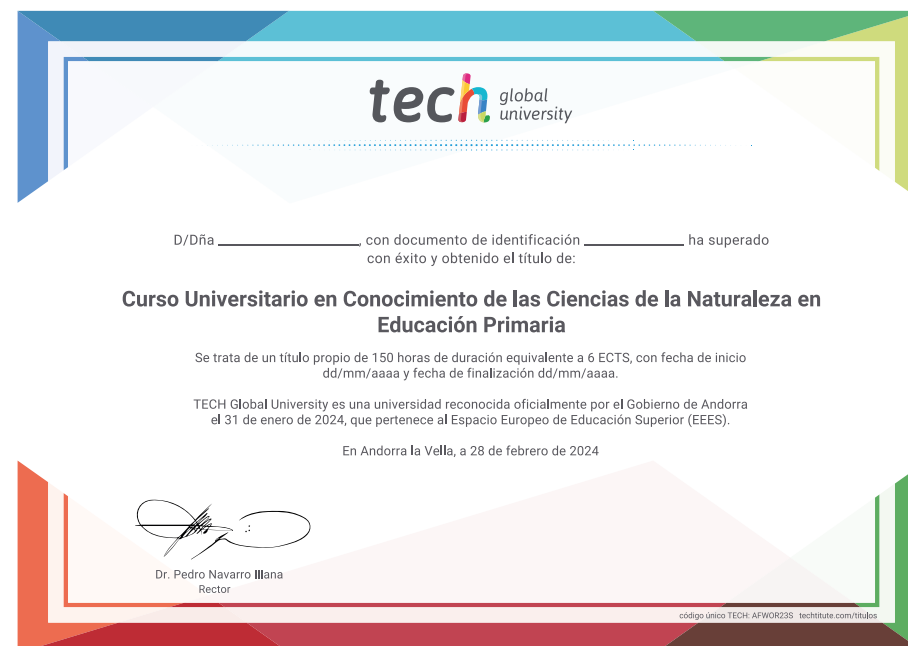 tech global university
D/Dña ______________________, con documento de identificación ______________ ha superado
con éxito y obtenido el título de:
Curso Universitario en Conocimiento de las Ciencias de la Naturaleza en
Educación Primaria
Se trata de un título propio de 150 horas de duración equivalente a 6 ECTS, con fecha de inicio
dd/mm/aaaa y fecha de finalización dd/mm/aaaa.
TECH Global University es una universidad reconocida oficialmente por el Gobierno de Andorra
el 31 de enero de 2024, que pertenece al Espacio Europeo de Educación Superior (EEES).
En Andorra la Vella, a 28 de febrero de 2024
Dr. Pedro Navarro Illana
Rector
código único TECH: AFWOR23S techtitute.com/titulos